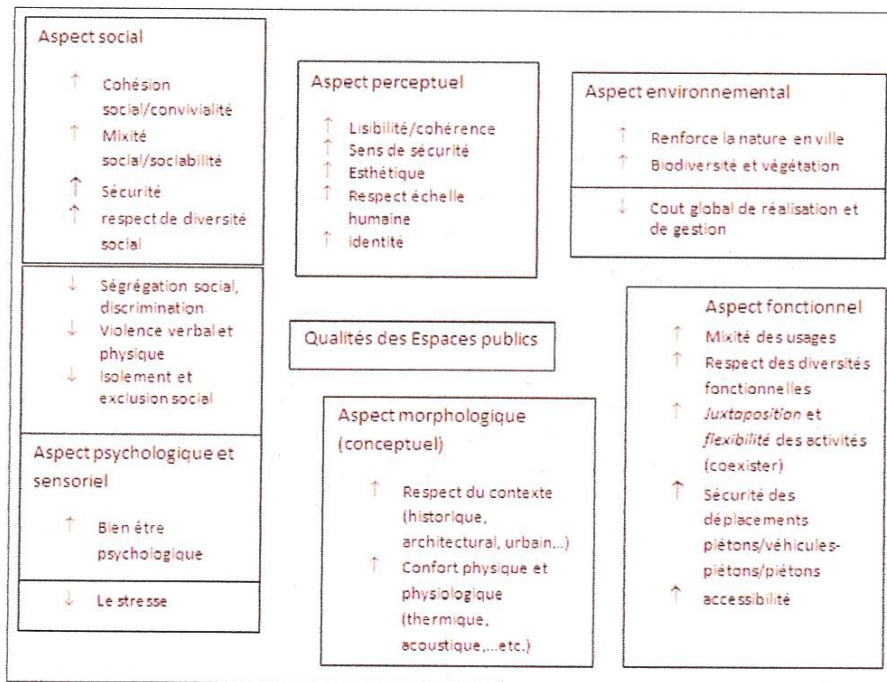 Aspect social
↑ Cohésion
social/convivialité
↑ Mixité
social/sociabilité
↑ Sécurité
↑ respect de diversité
social
↓ Ségrégation social,
discrimination
↓ Violence verbal et
physique
↓ Isolement et
exclusion social
Aspect psychologique et
sensoriel
↑ Bien être
psychologique
↓ Le stresse
Aspect perceptuel
↑ Lisibilité/cohérence
↑ Sens de sécurité
↑ Esthétique
↑ Respect échelle
humaine
↑ identité
Qualités des Espaces publics
Aspect morphologique
(conceptuel)
↑ Respect du contexte
(historique,
architectural, urbain...)
↑ Confort physique et
physiologique
(thermique,
acoustique,...etc.)
Aspect environnemental
↑ Renforce la nature en ville
↑ Biodiversité et végétation
↓ Cout global de réalisation et
de gestion
Aspect fonctionnel
↑ Mixité des usages
↑ Respect des diversités
fonctionnelles
↑ Juxtaposition et
flexibilité des activités
(coexister)
↑ Sécurité des
déplacements
piétons/véhicules-
piétons/piétons
↑ accessibilité